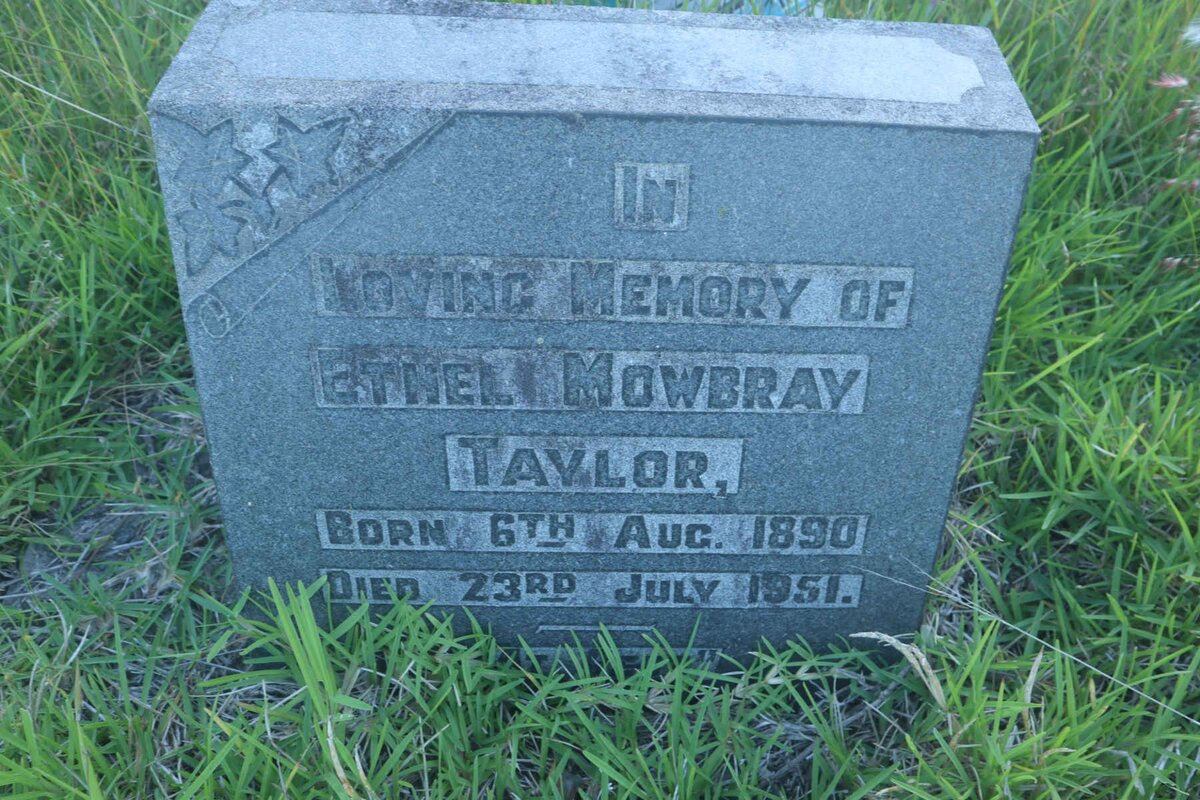 IN
LOVING MEMORY OF
ETHEL MOWBRAY
TAYLOR,
BORN 6TH AUG. 1890
DIED 23RD JULY 1951.